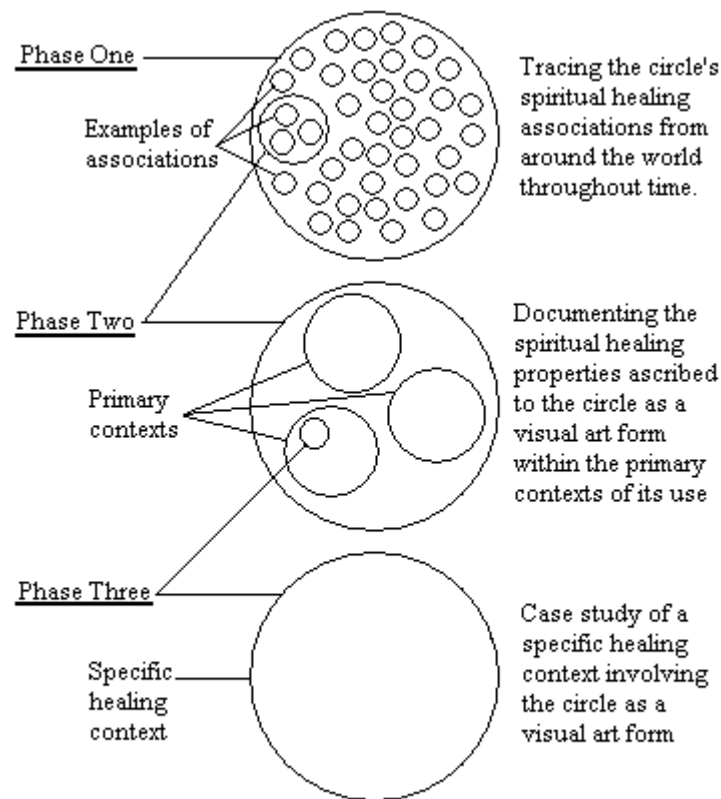 Phase One
Examples of
associations
Tracing the circle's
spiritual healing
associations from
around the world
throughout time.
Phase Two
Primary
contexts
Documenting the
spiritual healing
properties ascribed
to the circle as a
visual art form
within the primary
contexts of its use
Phase Three
Specific
healing
context
Case study of a
specific healing
context involving
the circle as a
visual art form